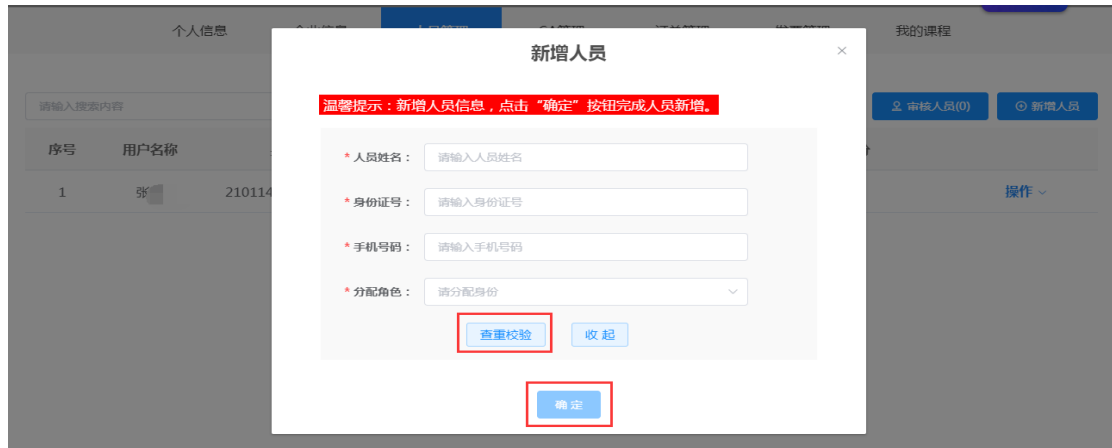 个人信息 人员管理 我的课程
新增人员 ×
请输入搜索内容 温馨提示：新增人员信息，点击“确定”按钮完成人员新增。 审核人员(0) 新增人员
序号 用户名称 * 人员姓名： 请输入人员姓名
1 张 210114 * 身份证号： 请输入身份证号 操作
* 手机号码： 请输入手机号码
* 分配角色： 请分配身份
查重校验 收起
确定